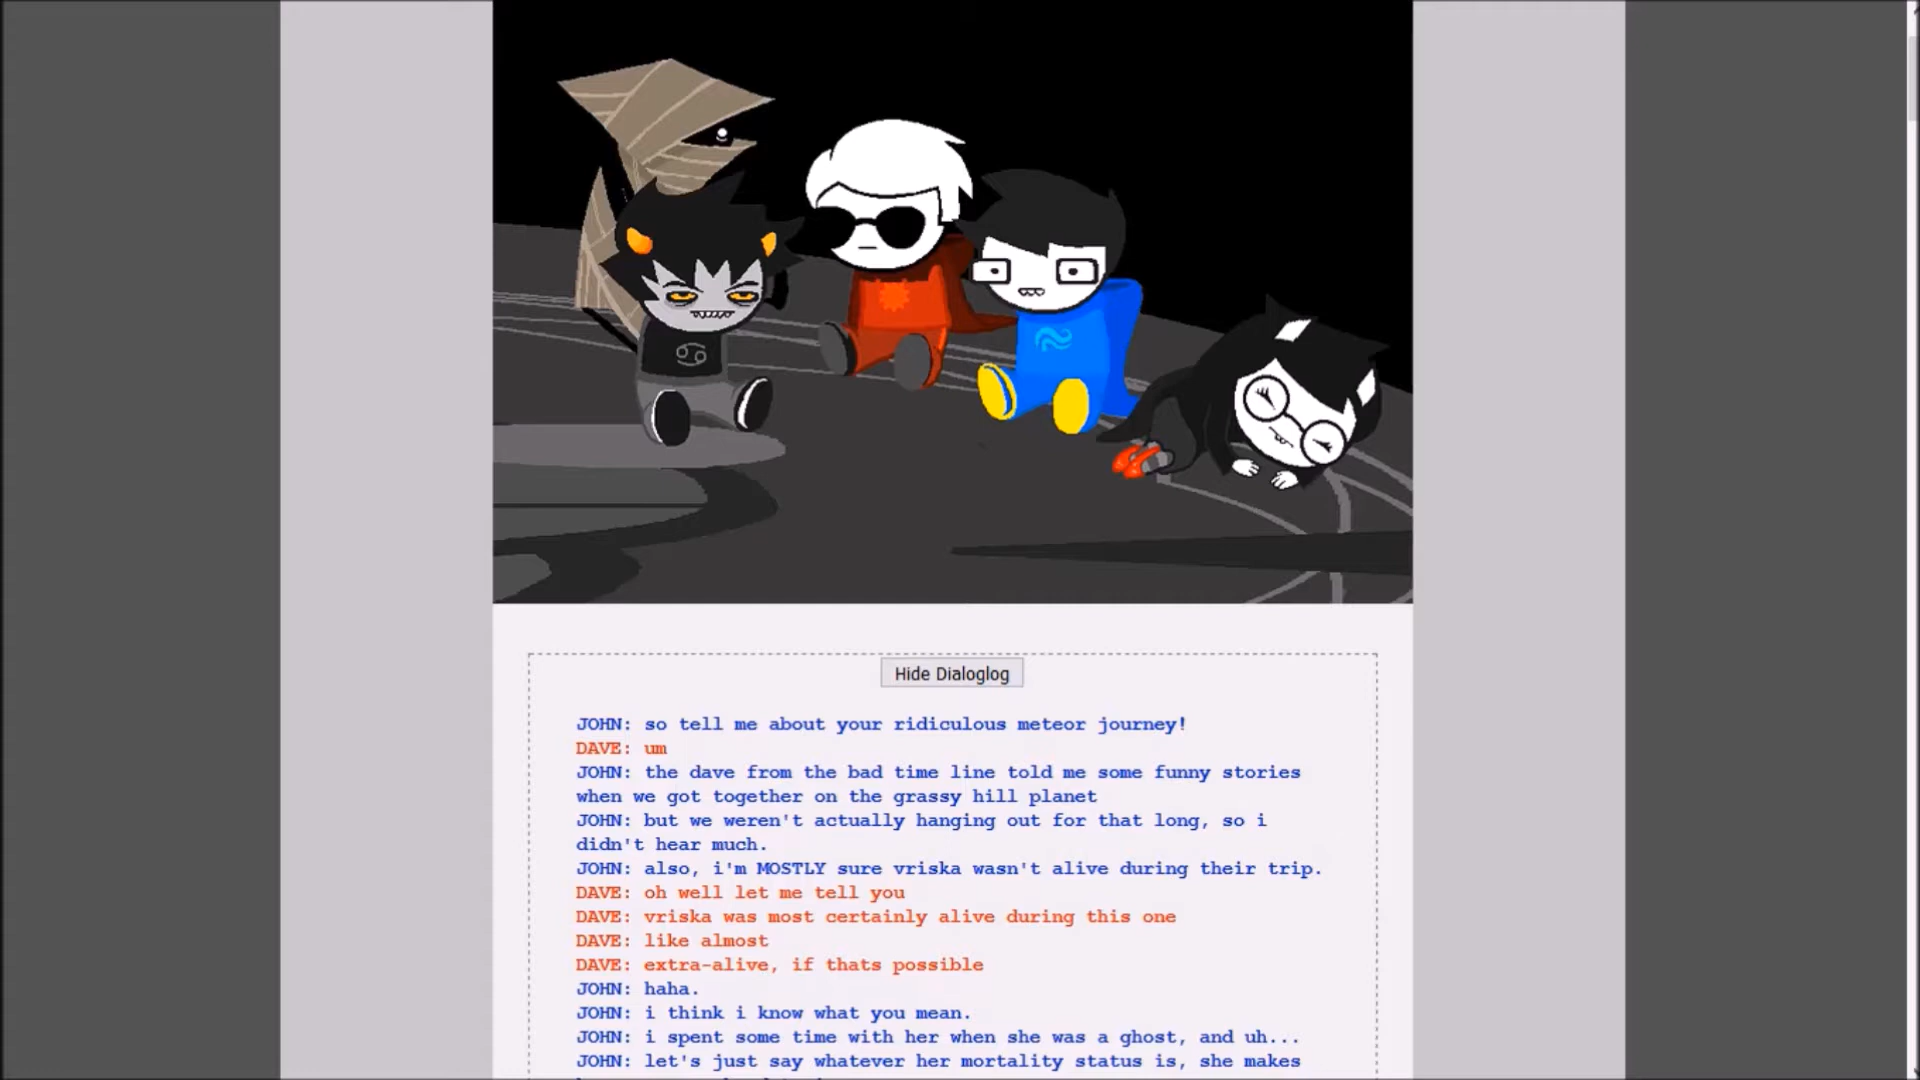 Hide Dialoglog
JOHN: so tell me about your ridiculous meteor journey!
DAVE: um
JOHN: the dave from the bad time line told me some funny stories
when we got together on the grassy hill planet
JOHN: but we weren't actually hanging out for that long, so i
didn't hear much.
JOHN: also, i'm MOSTLY sure vriska wasn't alive during their trip.
DAVE: oh well let me tell you
DAVE: vriska was most certainly alive during this one
DAVE: like almost
DAVE: extra-alive, if thats possible
JOHN: haha.
JOHN: i think i know what you mean.
JOHN: i spent some time with her when she was a ghost, and uh...
JOHN: let's just say whatever her mortality status is, she makes